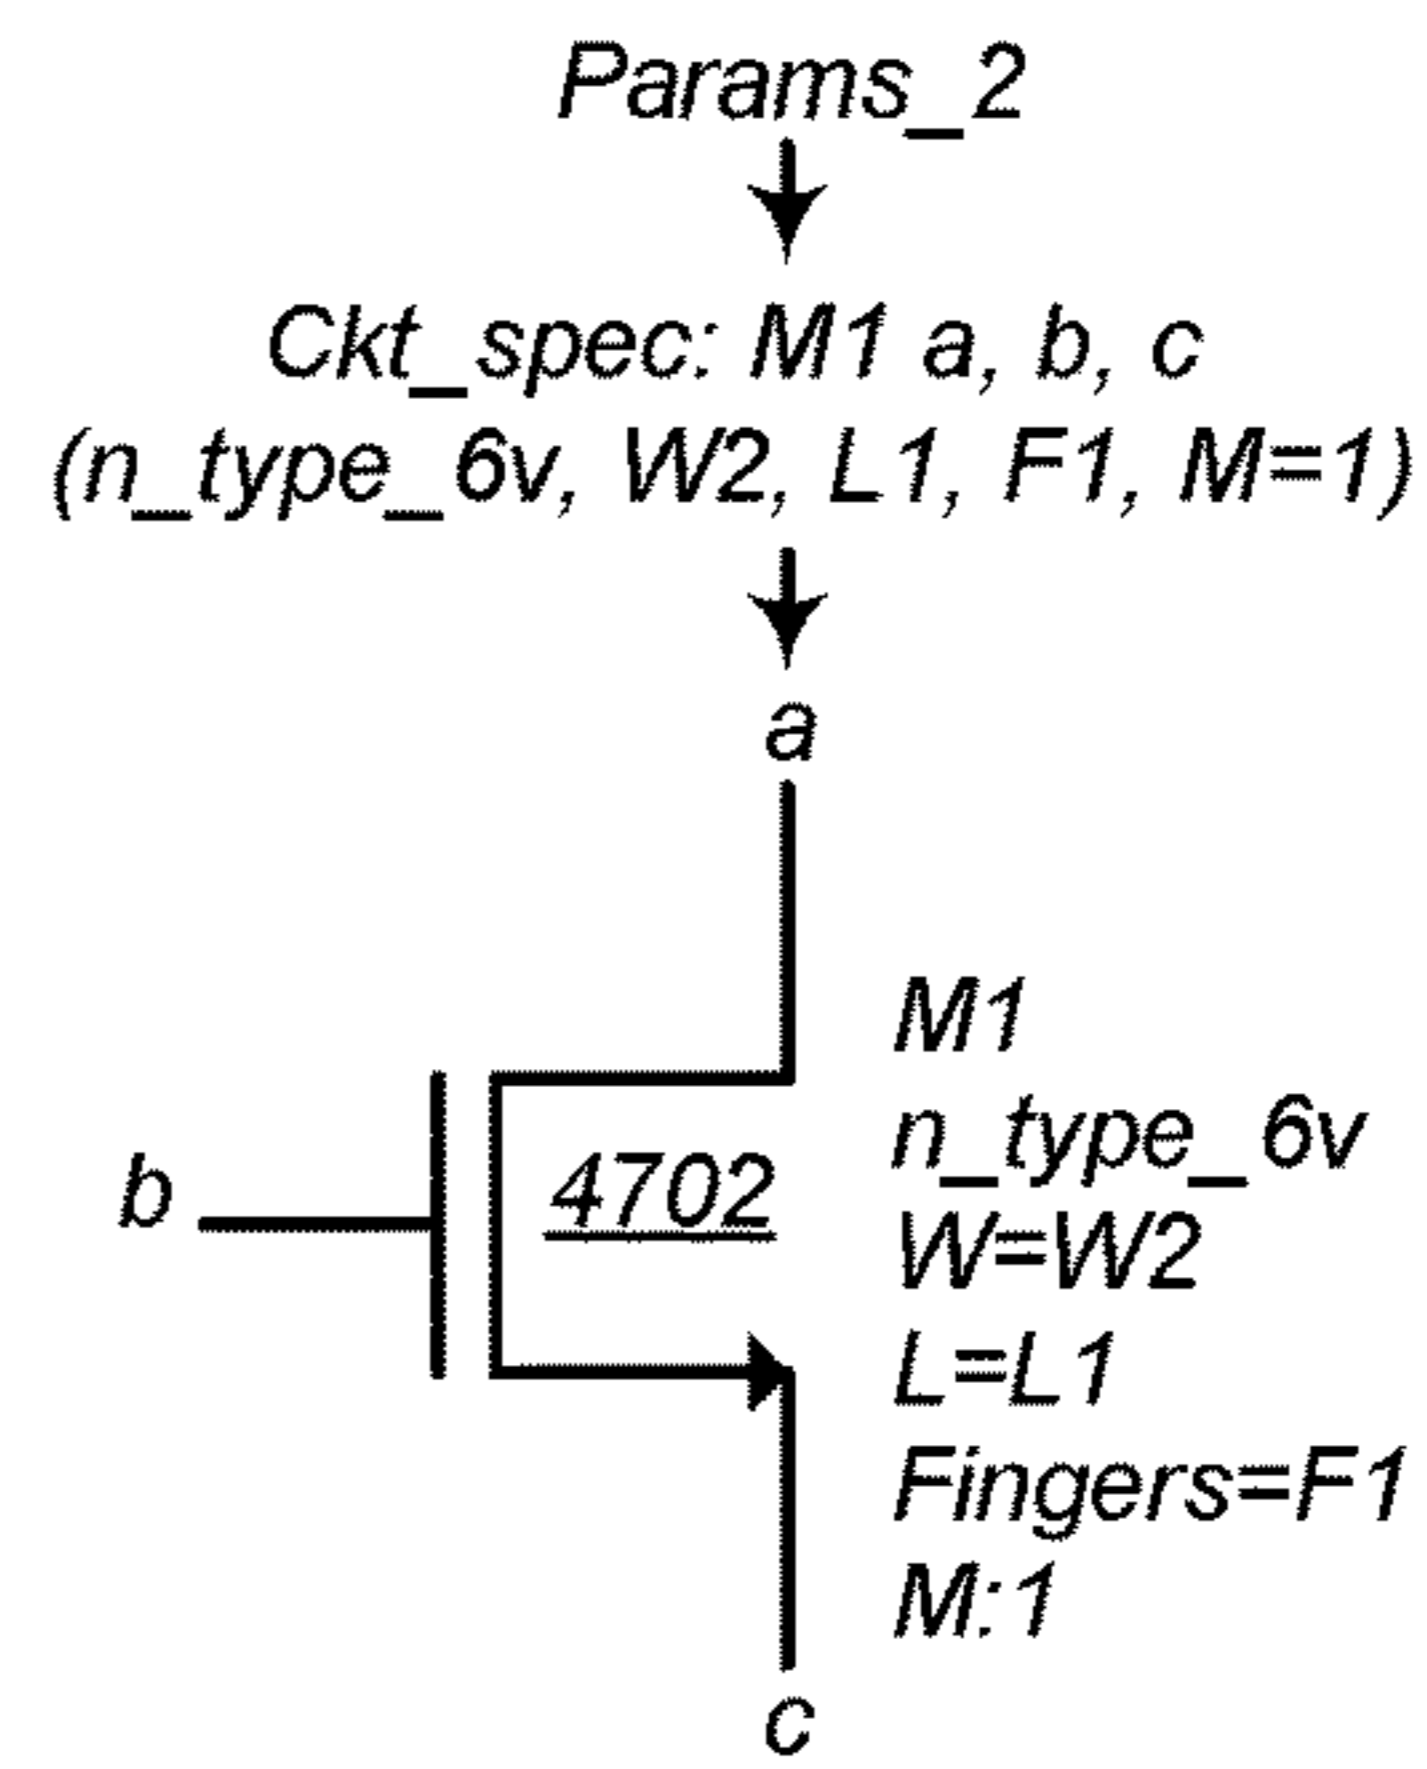 Params_2
Ckt_spec: M1 a, b, c
(n_type_6v, W2, L1, F1, M=1)
a
M1
n_type_6v
b
4702
W=W2
L=L1
Fingers=F1
M:1
c